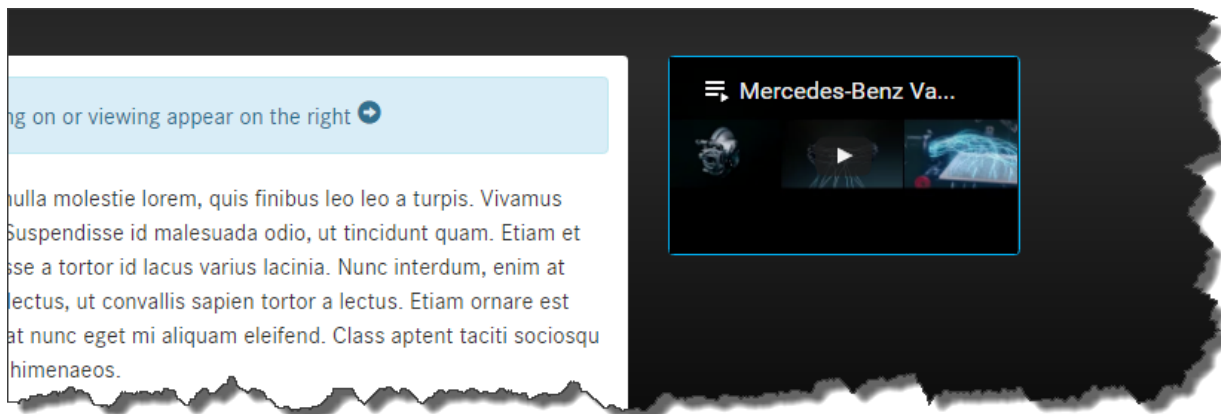 ng on or viewing appear on the right
Mercedes-Benz Va...
nulla molestie lorem, quis finibus leo leo a turpis. Vivamus
Suspendisse id malesuada odio, ut tincidunt quam. Etiam et
sse a tortor id lacus varius lacinia. Nunc interdum, enim at
lectus, ut convallis sapien tortor a lectus. Etiam ornare est
at nunc eget mi aliquam eleifend. Class aptent taciti sociosqu
himenaeos.